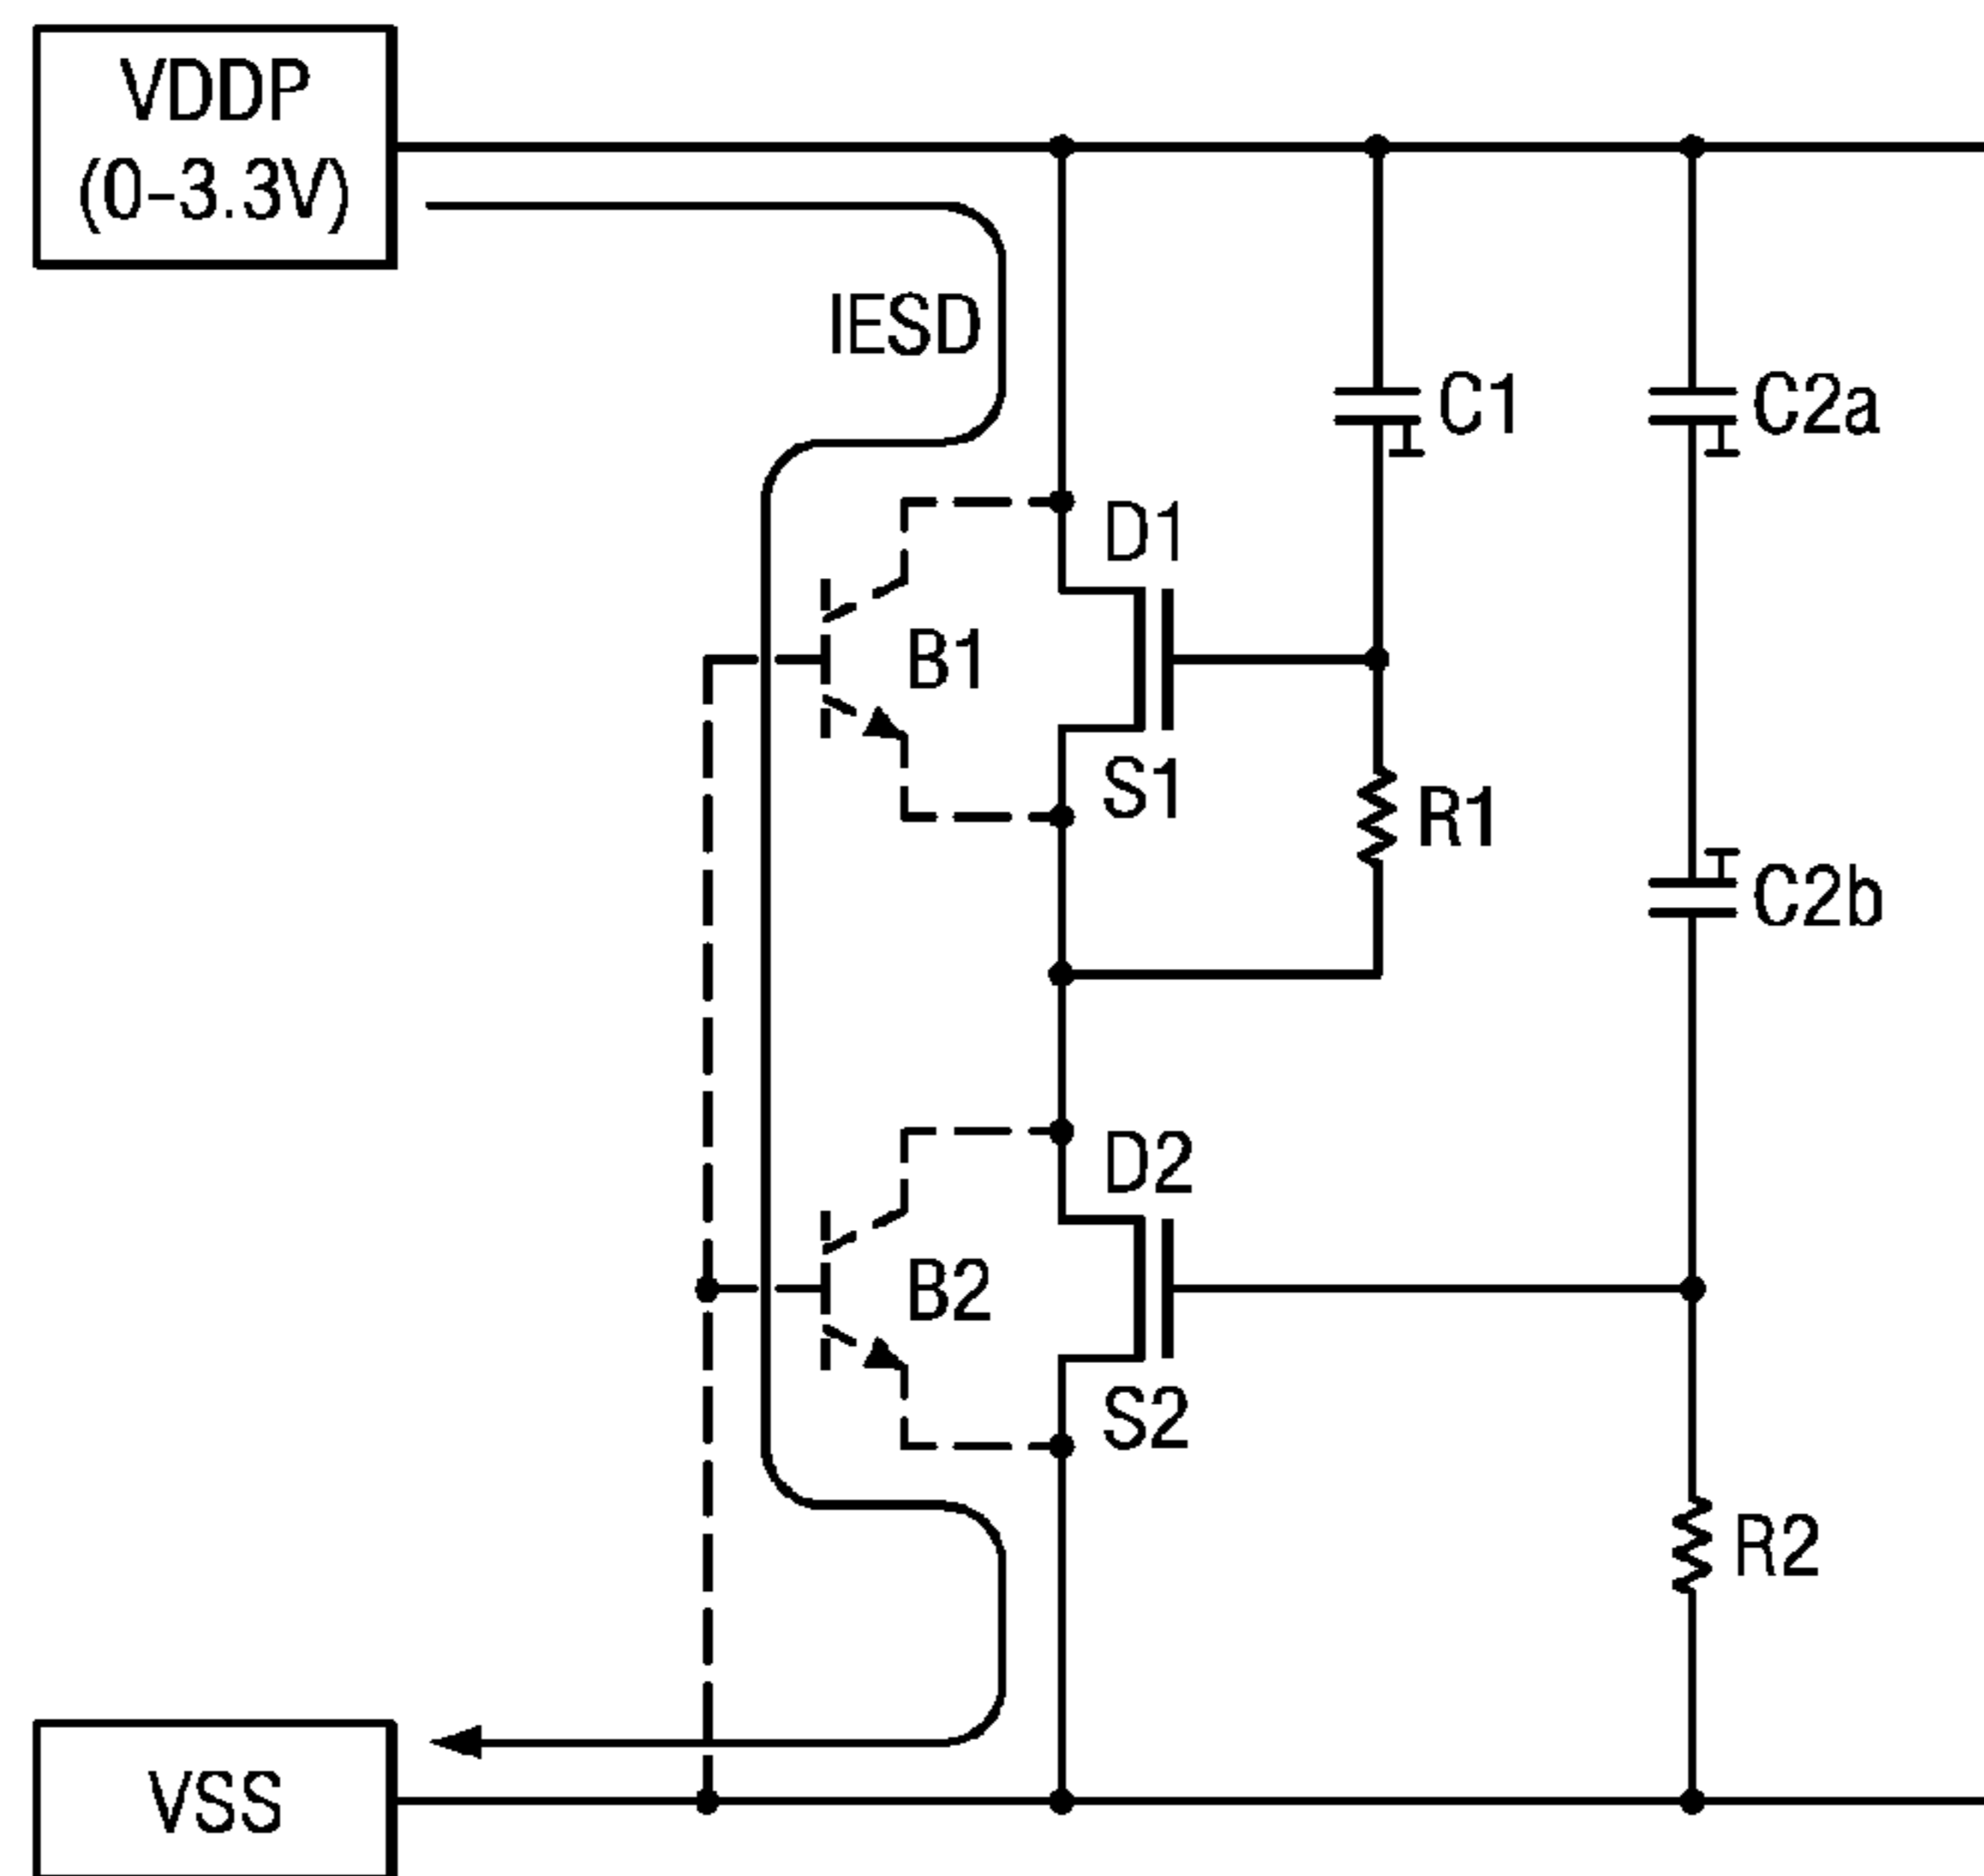 VDDP
(0-3.3V)
IESD
C1
C2a
D1
B1
S1
R1
C2b
D2
B2
S2
R2
VSS